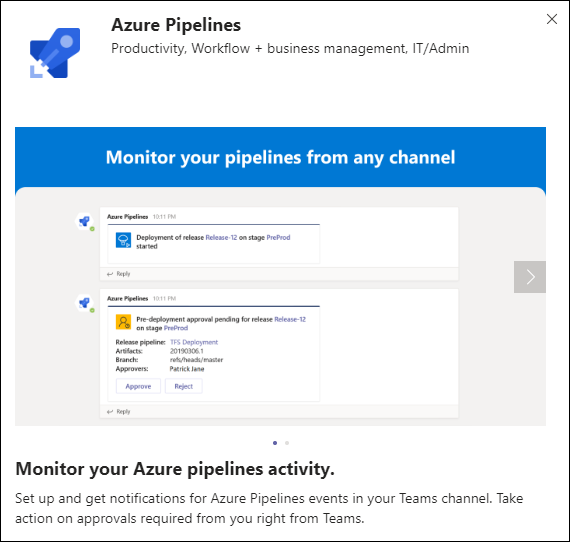 Azure Pipelines
Productivity, Workflow + business management, IT/Admin
Monitor your pipelines from any channel
Azure Pipelines 10:11 PM
Deployment of release Release-12 on stage PreProd
started
Reply
Azure Pipelines 10:11 PM
Pre-deployment approval pending for release Release-12
on stage PreProd
Release pipeline: TFS Deployment
Artifacts: 20190306.1
Branch: refs/heads/master
Approvers: Patrick Jane
Approve Reject
Reply
Monitor your Azure pipelines activity.
Set up and get notifications for Azure Pipelines events in your Teams channel. Take
action on approvals required from you right from Teams.